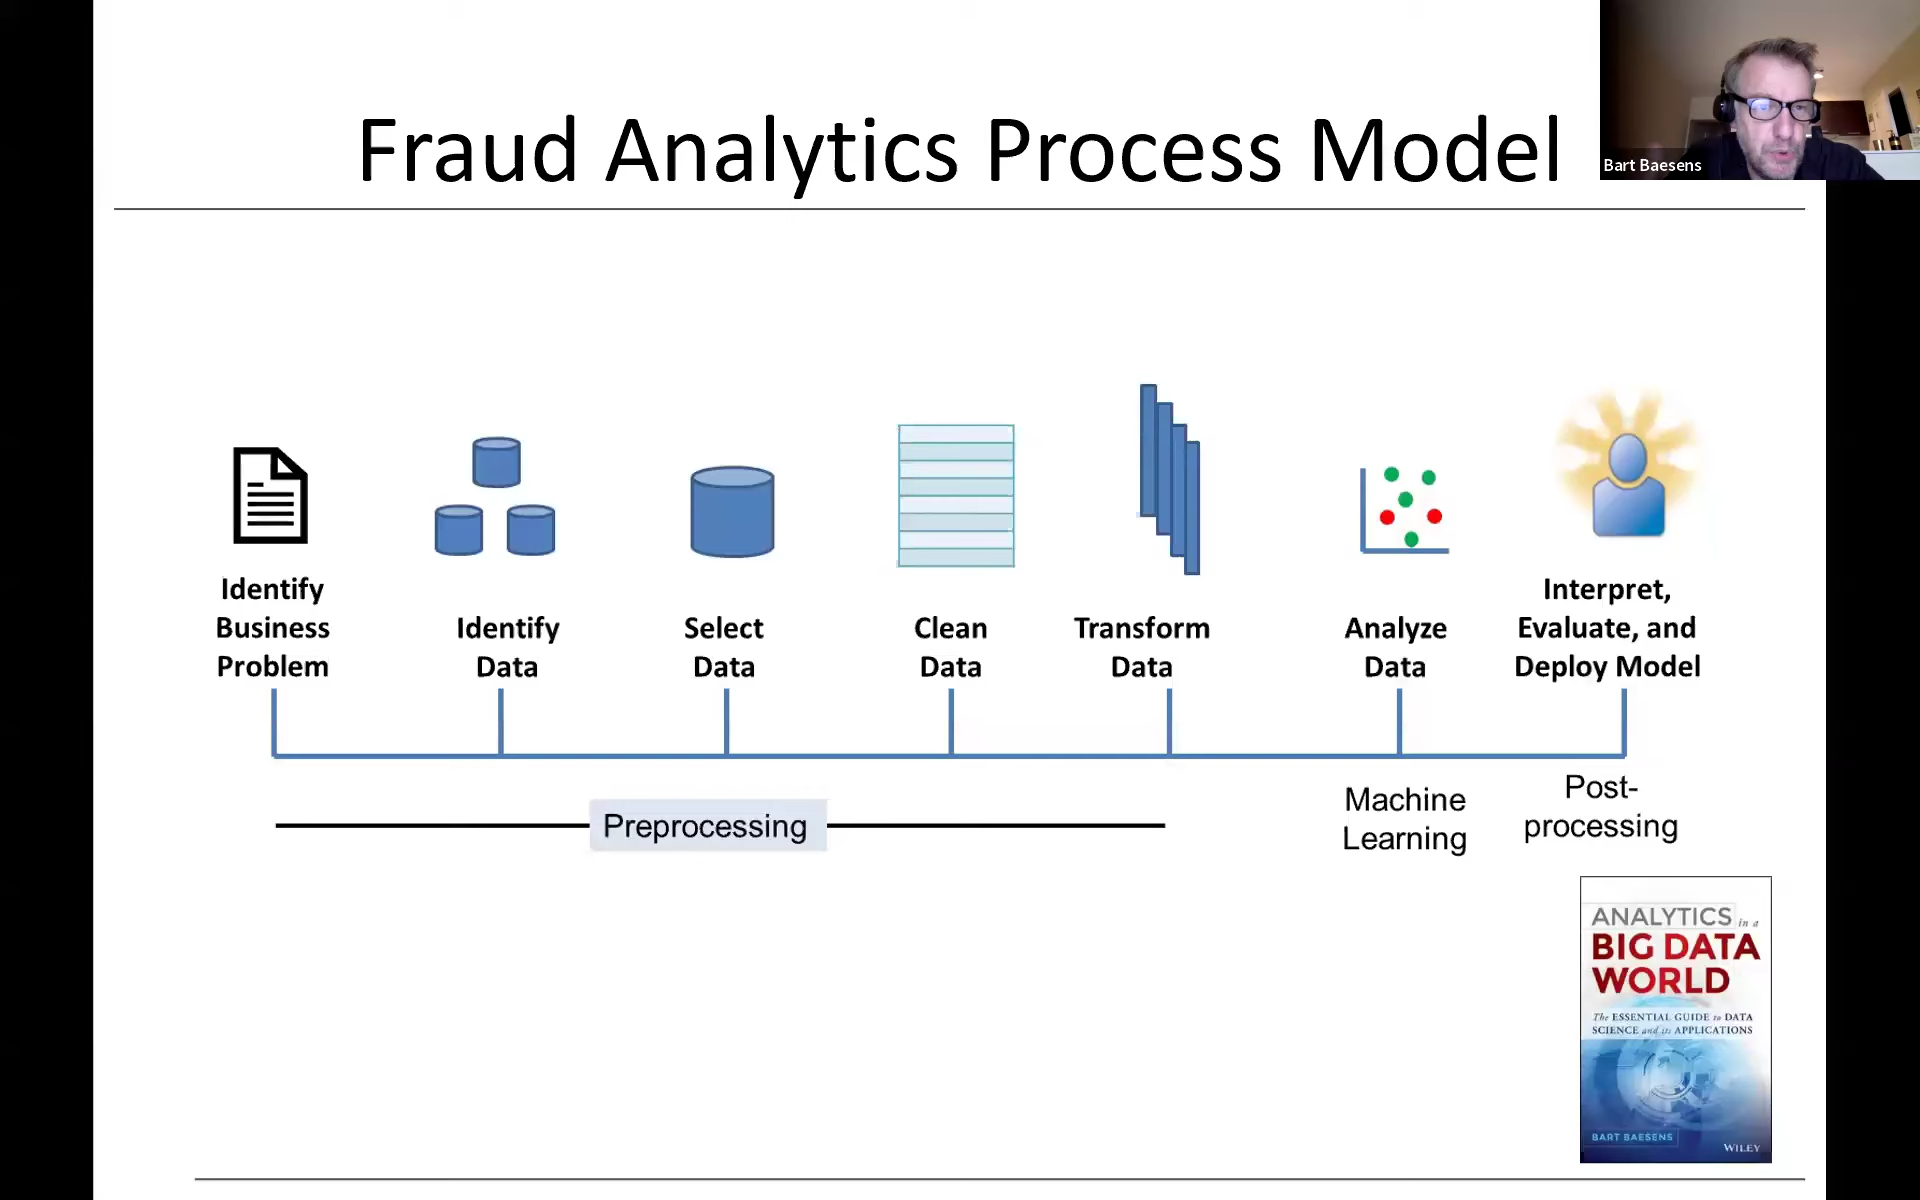 Fraud Analytics Process Model
Bart Baesens
Identify
Business
Problem
Identify
Data
Select
Data
Clean
Data
Transform
Data
Analyze
Data
Interpret,
Evaluate, and
Deploy Model
Preprocessing
Machine
Learning
Post-
processing
ANALYTICS in a
BIG DATA
WORLD
The ESSENTIAL GUIDE to DATA
SCIENCE and its APPLICATIONS
BART BAESENS
WILEY